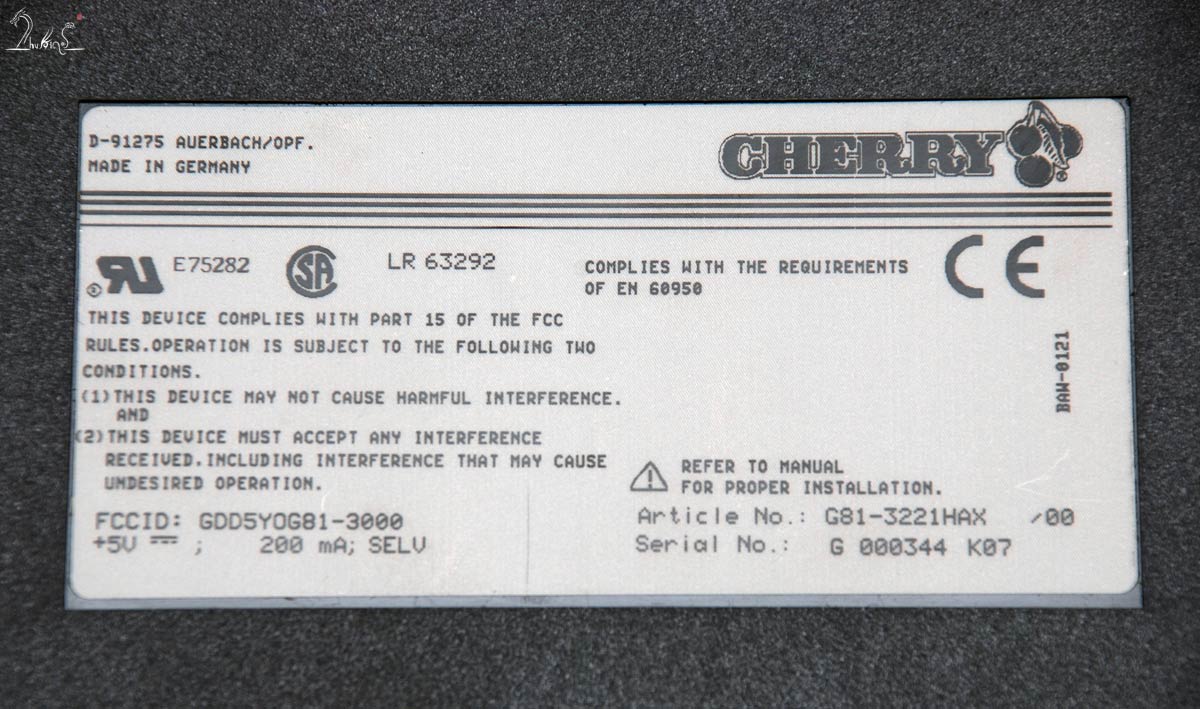 D-91275 AUERBACH/OPF.
MADE IN GERMANY
CHERRY
®
E75282
SA
LR 63292
COMPLIES WITH THE REQUIREMENTS
OF EN 60950
CE
THIS DEVICE COMPLIES WITH PART 15 OF THE FCC
RULES.OPERATION IS SUBJECT TO THE FOLLOWING TWO
CONDITIONS.
(1)THIS DEVICE MAY NOT CAUSE HARMFUL INTERFERENCE.
AND
(2)THIS DEVICE MUST ACCEPT ANY INTERFERENCE
RECEIVED.INCLUDING INTERFERENCE THAT MAY CAUSE
UNDESIRED OPERATION.
BAW-0121
REFER TO MANUAL
FOR PROPER INSTALLATION.
FCCID: GDD5YOG81-3000
+5V ⎓ ; 200 mA; SELV
Article No.: G81-3221HAX /00
Serial No.: G 000344 K07